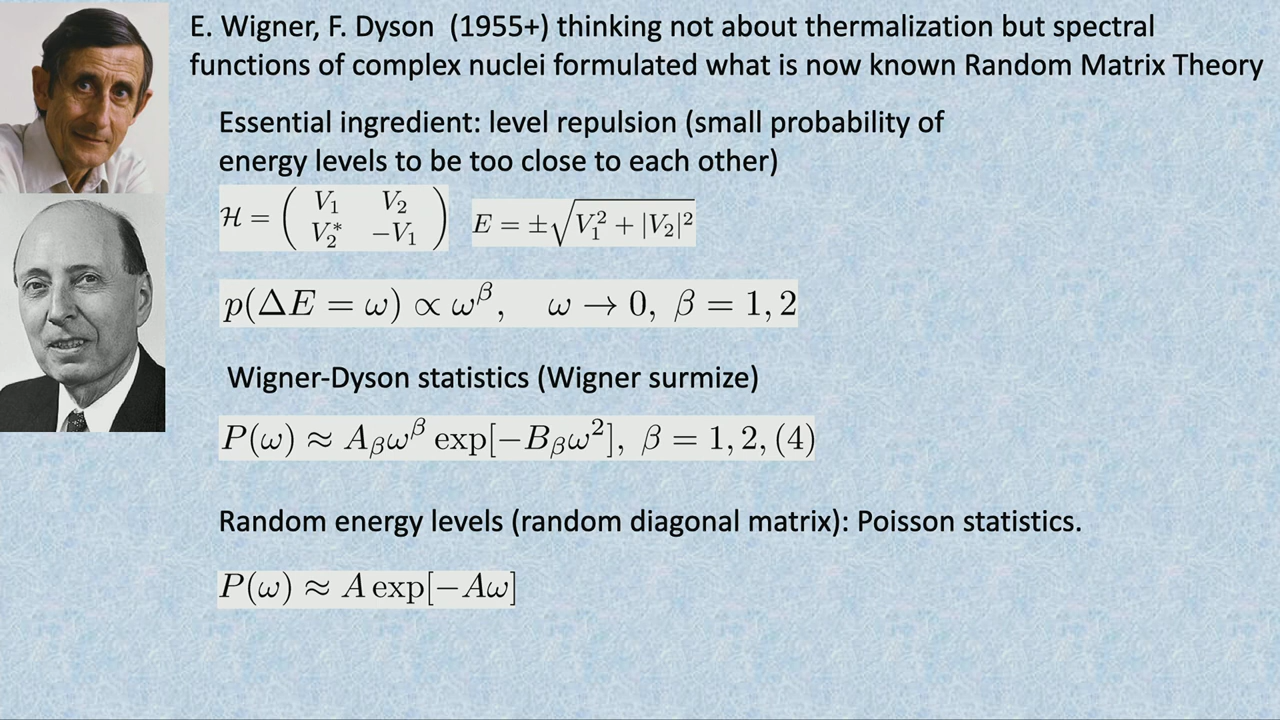 E. Wigner, F. Dyson (1955+) thinking not about thermalization but spectral
functions of complex nuclei formulated what is now known Random Matrix Theory
Essential ingredient: level repulsion (small probability of
energy levels to be too close to each other)
ℋ = ( V₁ V₂ ; V₂* −V₁ ) E = ±√(V₁² + |V₂|²)
p(ΔE = ω) ∝ ω^β, ω → 0, β = 1, 2
Wigner-Dyson statistics (Wigner surmize)
P(ω) ≈ A_β ω^β exp[−B_β ω²], β = 1, 2, (4)
Random energy levels (random diagonal matrix): Poisson statistics.
P(ω) ≈ A exp[−Aω]